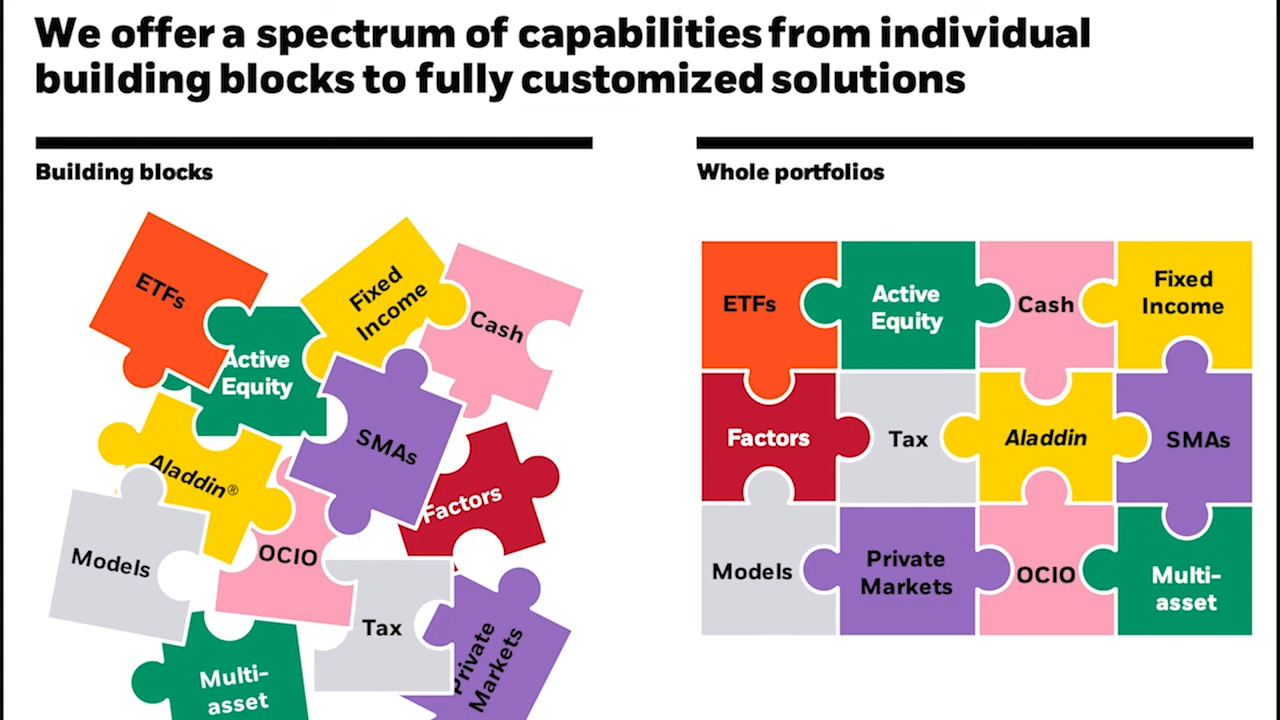 We offer a spectrum of capabilities from individual
building blocks to fully customized solutions
Building blocks
ETFs
Fixed
Income
Cash
Active
Equity
SMAs
Aladdin®
Factors
OCIO
Models
Tax
Private
Markets
Multi-
asset
Whole portfolios
ETFs
Active
Equity
Cash
Fixed
Income
Factors
Tax
Aladdin
SMAs
Models
Private
Markets
OCIO
Multi-
asset